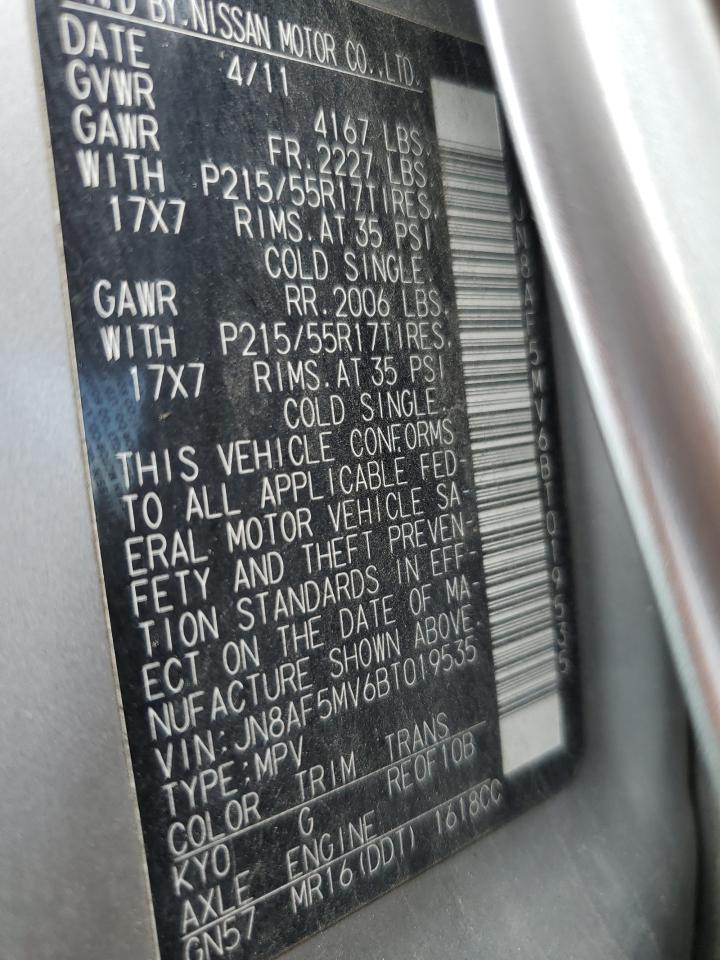 BY:NISSAN MOTOR CO.,LTD.
DATE 4/11
GVWR 4167 LBS.
GAWR FR.2227 LBS.
WITH P215/55R17TIRES.
17X7 RIMS.AT 35 PSI
COLD SINGLE.
GAWR RR.2006 LBS.
WITH P215/55R17TIRES.
17X7 RIMS.AT 35 PSI
COLD SINGLE.
THIS VEHICLE CONFORMS
TO ALL APPLICABLE FED-
ERAL MOTOR VEHICLE SA-
FETY AND THEFT PREVEN-
TION STANDARDS IN EFF-
ECT ON THE DATE OF MA-
NUFACTURE SHOWN ABOVE
VIN:JN8AF5MV6BT019535
TYPE:MPV
COLOR TRIM TRANS
KY0 G RE0F10B
AXLE ENGINE
GN57 MR16(DDT) 1618CC